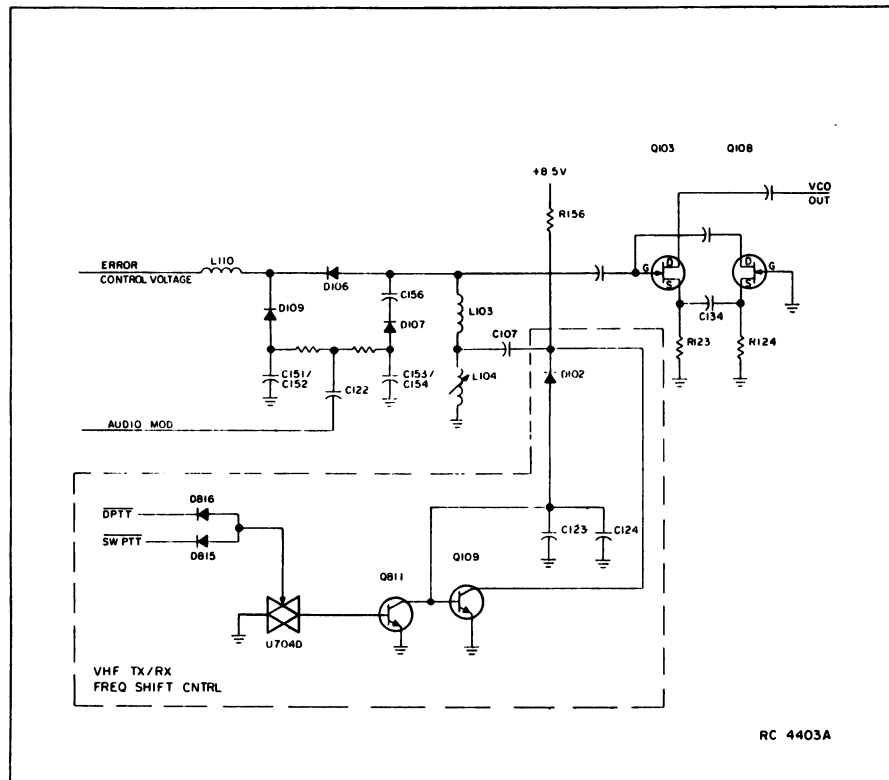 Q103 Q108
+8 5V
VCO
OUT
R156
ERROR
CONTROL VOLTAGE
L110
D106
G D S
D S G
C134
C156
L103
D109
D107
C107
R123
R124
C151/
C152
C122
C153/
C154
L104
D102
AUDIO MOD
DPTT
D816
SW PTT
D815
C123
C124
Q811
Q109
U704D
VHF TX/RX
FREQ SHIFT CNTRL
RC 4403A